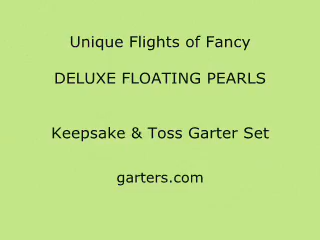 Unique Flights of Fancy
DELUXE FLOATING PEARLS
Keepsake & Toss Garter Set
garters.com